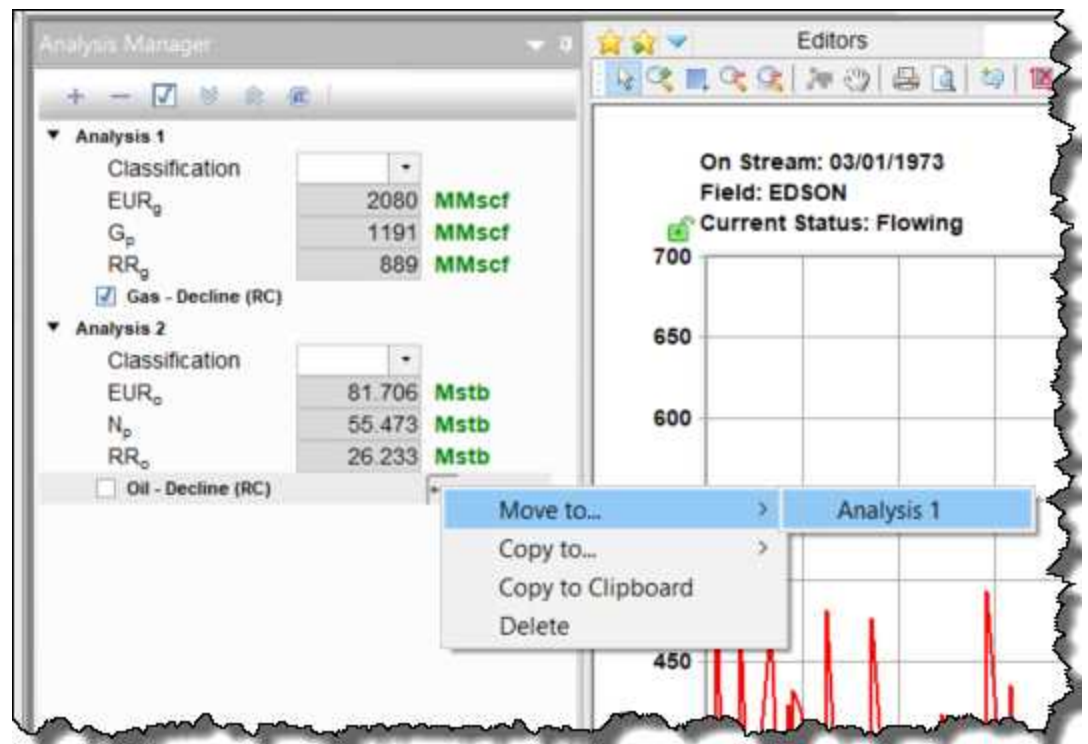 Analysis Manager
Editors
Analysis 1
Classification
EURg 2080 MMscf
Gp 1191 MMscf
RRg 889 MMscf
Gas - Decline (RC)
Analysis 2
Classification
EURo 81.706 Mstb
Np 55.473 Mstb
RRo 26.233 Mstb
Oil - Decline (RC)
Move to...
Analysis 1
Copy to...
Copy to Clipboard
Delete
On Stream: 03/01/1973
Field: EDSON
Current Status: Flowing
700
650
600
450